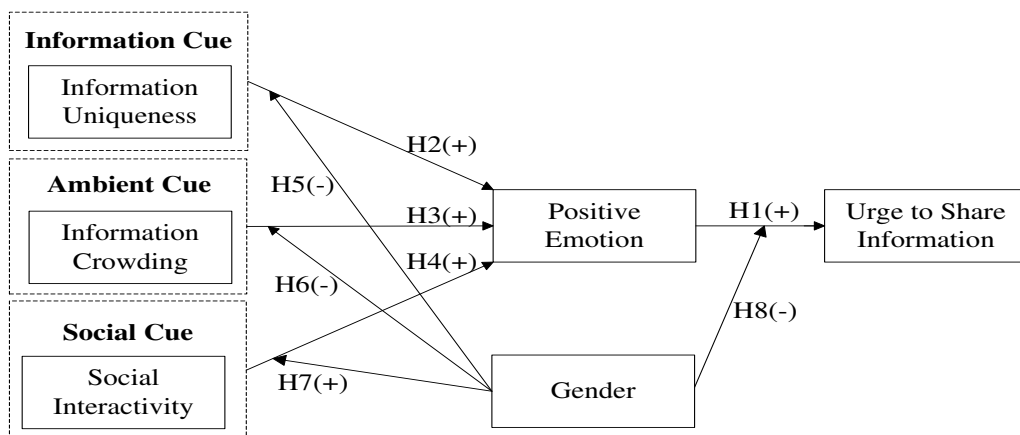 Information Cue
Information
Uniqueness
H2(+)
Ambient Cue
H5(-)
Information
Crowding
H3(+)
Positive
Emotion
H1(+)
Urge to Share
Information
H4(+)
H6(-)
H8(-)
Social Cue
Social
Interactivity
H7(+)
Gender